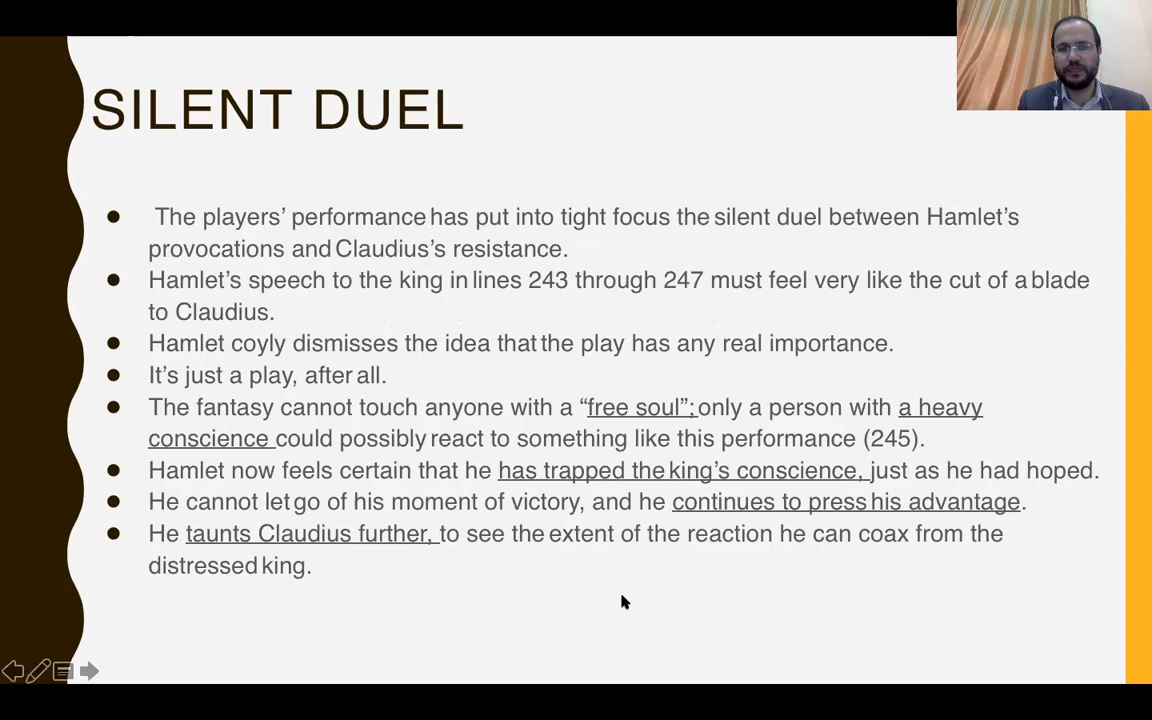 SILENT DUEL
The players’ performance has put into tight focus the silent duel between Hamlet’s
provocations and Claudius’s resistance.
Hamlet’s speech to the king in lines 243 through 247 must feel very like the cut of a blade
to Claudius.
Hamlet coyly dismisses the idea that the play has any real importance.
It’s just a play, after all.
The fantasy cannot touch anyone with a “free soul”; only a person with a heavy
conscience could possibly react to something like this performance (245).
Hamlet now feels certain that he has trapped the king’s conscience, just as he had hoped.
He cannot let go of his moment of victory, and he continues to press his advantage.
He taunts Claudius further, to see the extent of the reaction he can coax from the
distressed king.